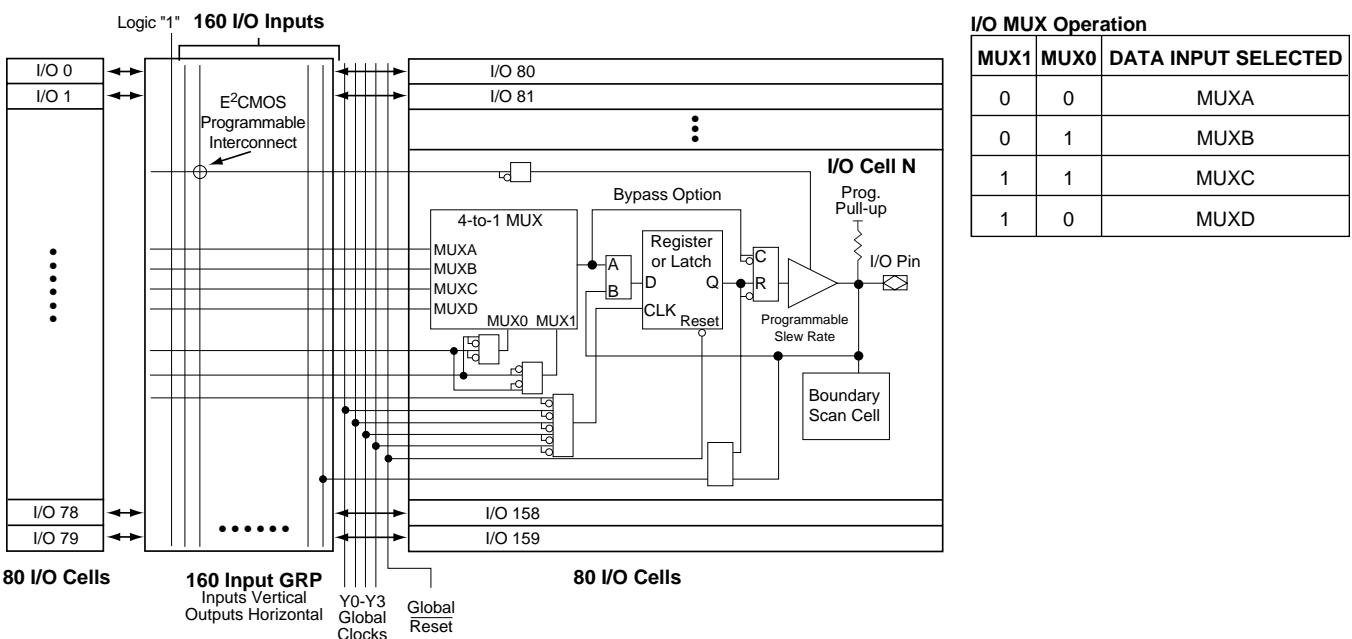 Logic "1"
160 I/O Inputs
I/O 0
I/O 1
I/O 78
I/O 79
80 I/O Cells
E2CMOS
Programmable
Interconnect
160 Input GRP
Inputs Vertical
Outputs Horizontal
Y0-Y3
Global
Clocks
Global
Reset
I/O 80
I/O 81
I/O Cell N
4-to-1 MUX
MUXA
MUXB
MUXC
MUXD
MUX0 MUX1
Bypass Option
A
B
Register
or Latch
D
Q
CLK
Reset
C
R
Prog.
Pull-up
I/O Pin
Programmable
Slew Rate
Boundary
Scan Cell
I/O 158
I/O 159
80 I/O Cells
I/O MUX Operation
MUX1 MUX0 DATA INPUT SELECTED
0 0 MUXA
0 1 MUXB
1 1 MUXC
1 0 MUXD